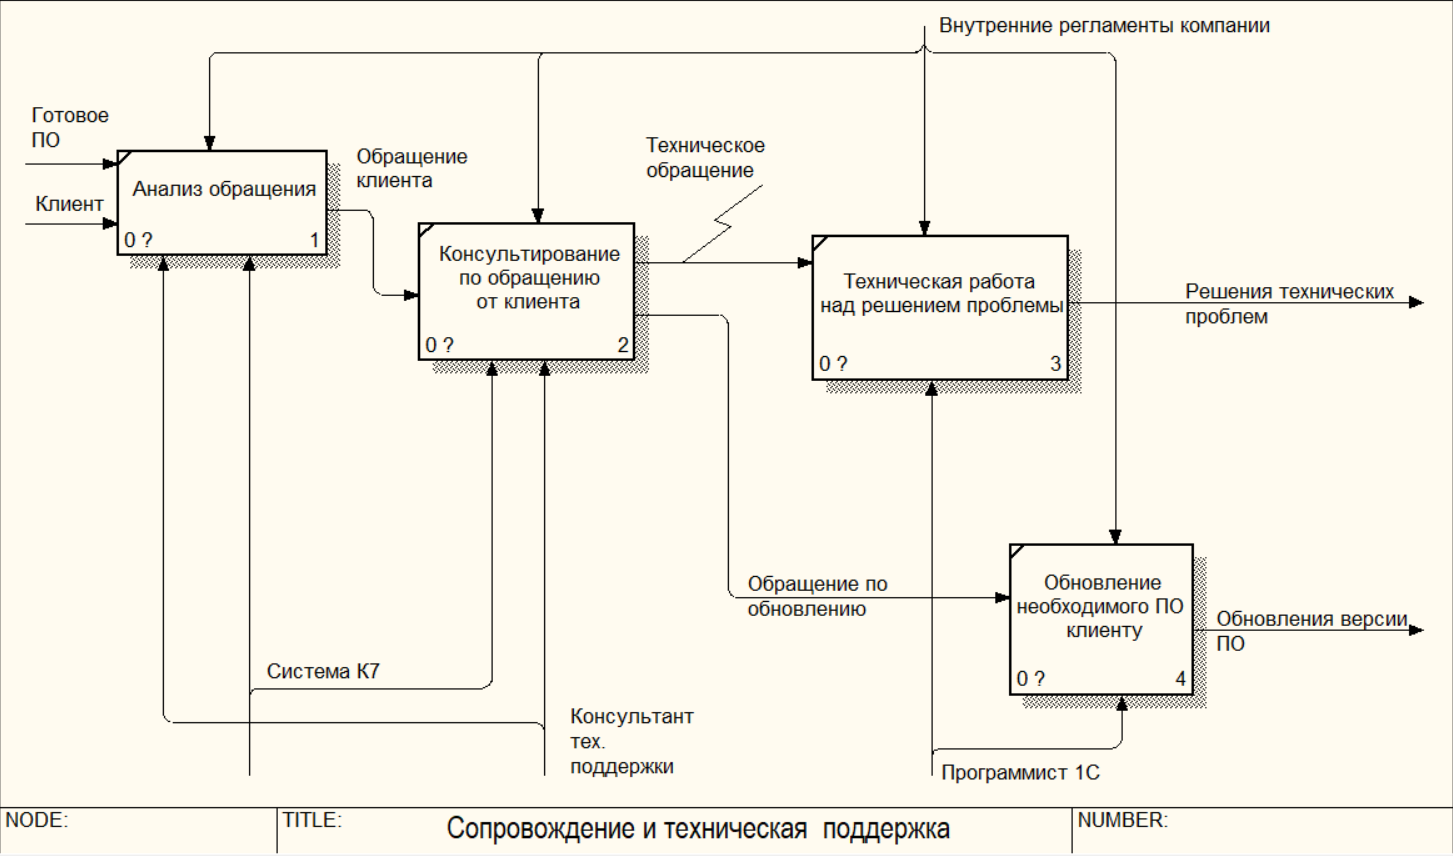 Внутренние регламенты компании
Готовое
ПО
Клиент
Анализ обращения
0 ?
1
Обращение
клиента
Техническое
обращение
Консультирование
по обращению
от клиента
0 ?
2
Техническая работа
над решением проблемы
0 ?
3
Решения технических
проблем
Обращение по
обновлению
Обновление
необходимого ПО
клиенту
0 ?
4
Обновления версии
ПО
Система К7
Консультант
тех.
поддержки
Программист 1С
NODE:
TITLE:
Сопровождение и техническая поддержка
NUMBER: